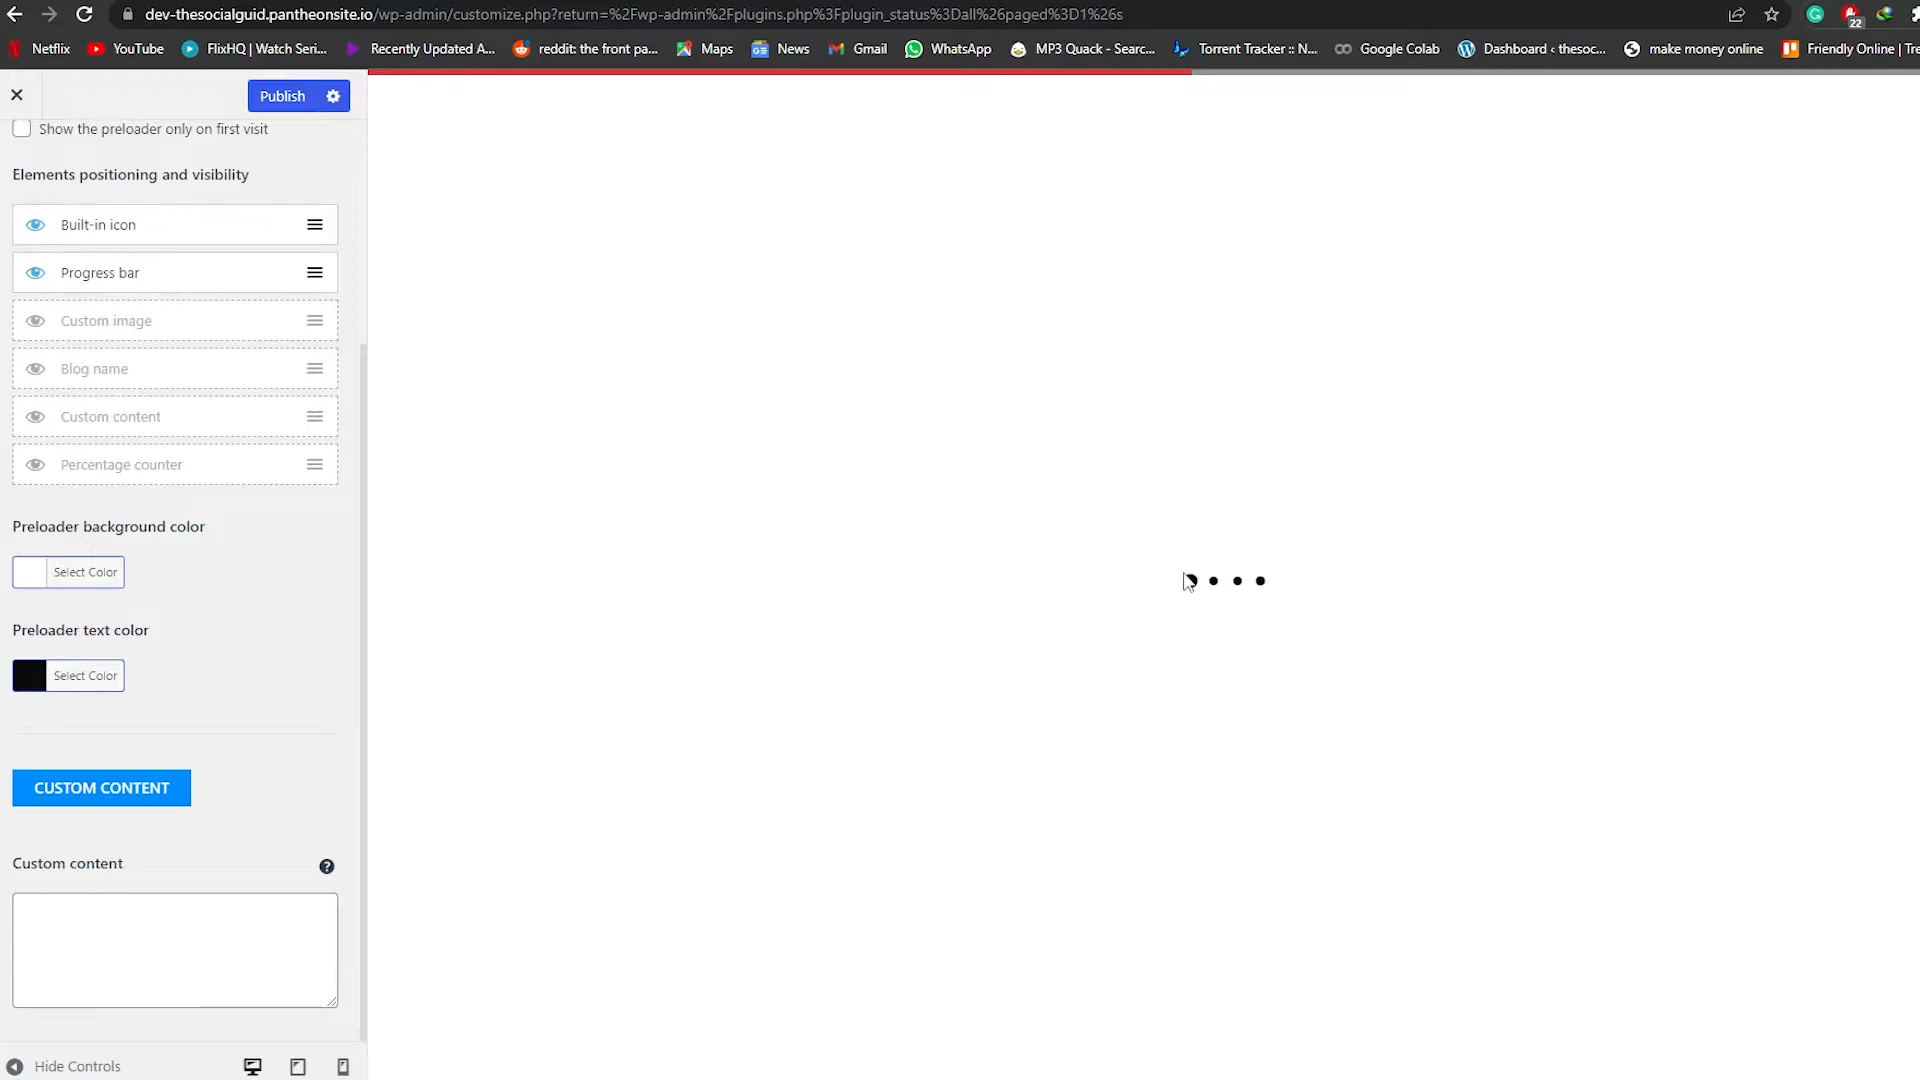 dev-thesocialguid.pantheonsite.io/wp-admin/customize.php?return=%2Fwp-admin%2Fplugins.php%3Fplugin_status%3Dall%26paged%3D1%26s
22
Netflix YouTube FlixHQ | Watch Seri... Recently Updated A... reddit: the front pa... Maps News Gmail WhatsApp MP3 Quack - Searc... Torrent Tracker :: N... Google Colab Dashboard ‹ thesoc... make money online Friendly Online | Tre
Publish
Show the preloader only on first visit
Elements positioning and visibility
Built-in icon
Progress bar
Custom image
Blog name
Custom content
Percentage counter
Preloader background color
Select Color
Preloader text color
Select Color
CUSTOM CONTENT
Custom content
?
Hide Controls